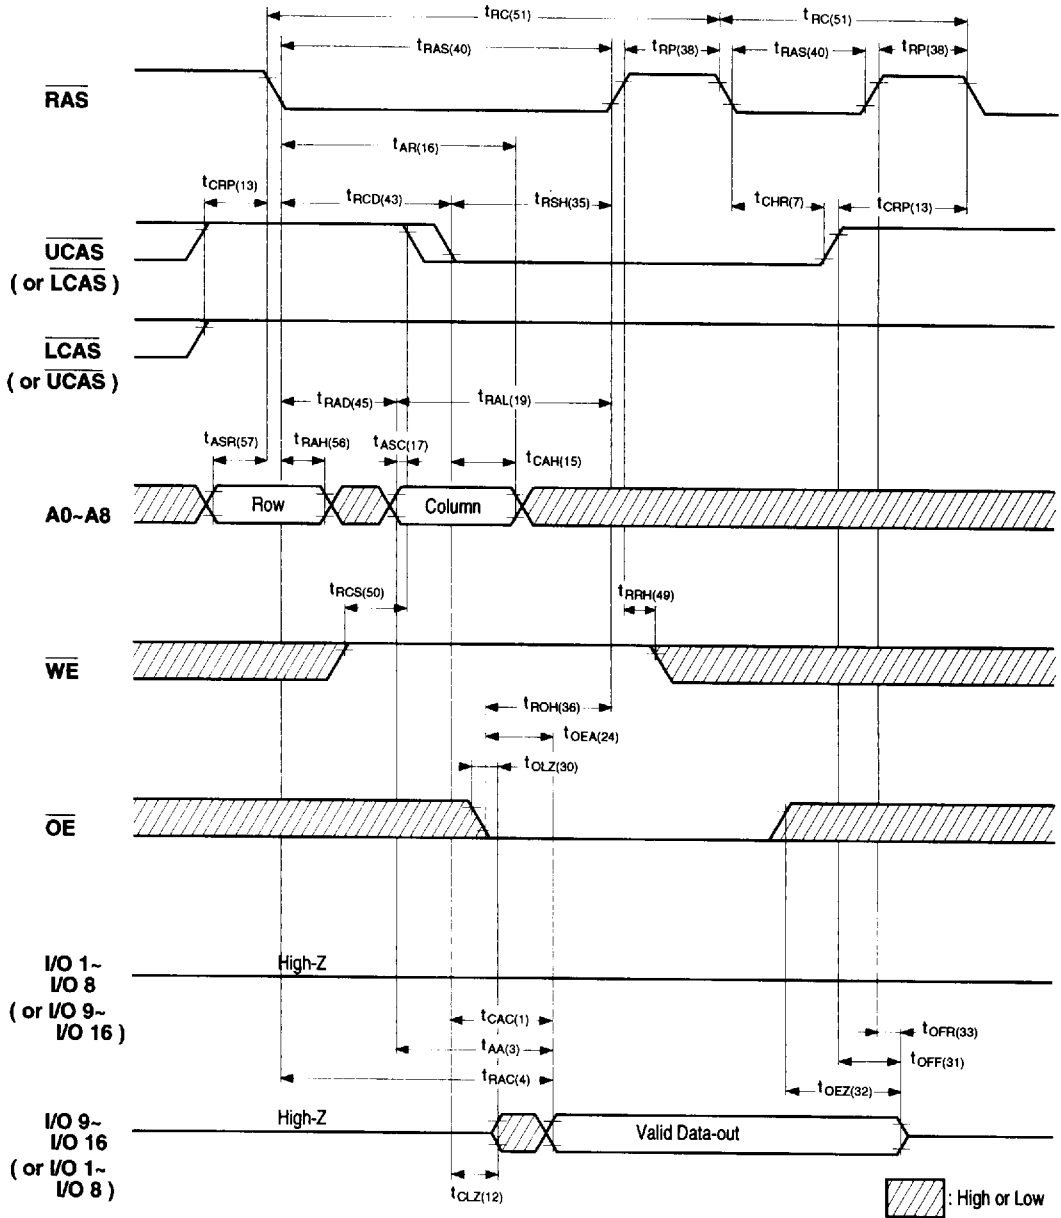 tRC(51) tRC(51)
tRAS(40) tRP(38) tRAS(40) tRP(38)
RAS
tAR(16)
tCRP(13) tRCD(43) tRSH(35) tCHR(7) tCRP(13)
UCAS
( or LCAS )
LCAS
( or UCAS )
tRAD(45) tRAL(19)
tASR(57) tRAH(56) tASC(17) tCAH(15)
A0~A8 Row Column
tRCS(50) tRRH(49)
WE
tROH(36)
tOEA(24)
tOLZ(30)
OE
I/O 1~ High-Z
I/O 8
( or I/O 9~
I/O 16 )
tCAC(1) tOFR(33)
tAA(3) tOFF(31)
tRAC(4) tOEZ(32)
I/O 9~ High-Z
I/O 16 Valid Data-out
( or I/O 1~
I/O 8 )
tCLZ(12)
: High or Low